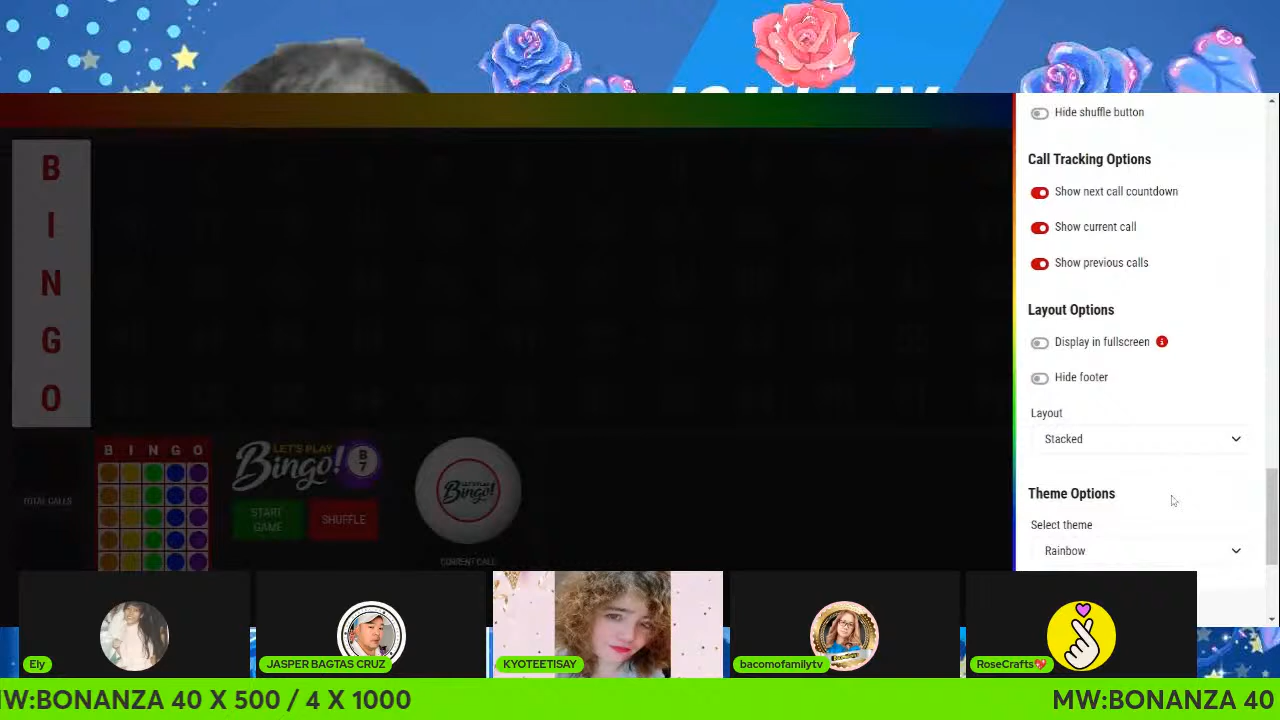 Hide shuffle button
Call Tracking Options
Show next call countdown
Show current call
Show previous calls
Layout Options
Display in fullscreen
Hide footer
Layout
Stacked
Theme Options
Select theme
Rainbow
B
I
N
G
O
TOTAL CALLS
B I N G O
LET'S PLAY
Bingo!
B
7
START
GAME
SHUFFLE
Bingo!
CURRENT CALL
Ely
JASPER BAGTAS CRUZ
KYOTEETISAY
bacomofamilytv
RoseCrafts💖
MW:BONANZA 40 X 500 / 4 X 1000
MW:BONANZA 40